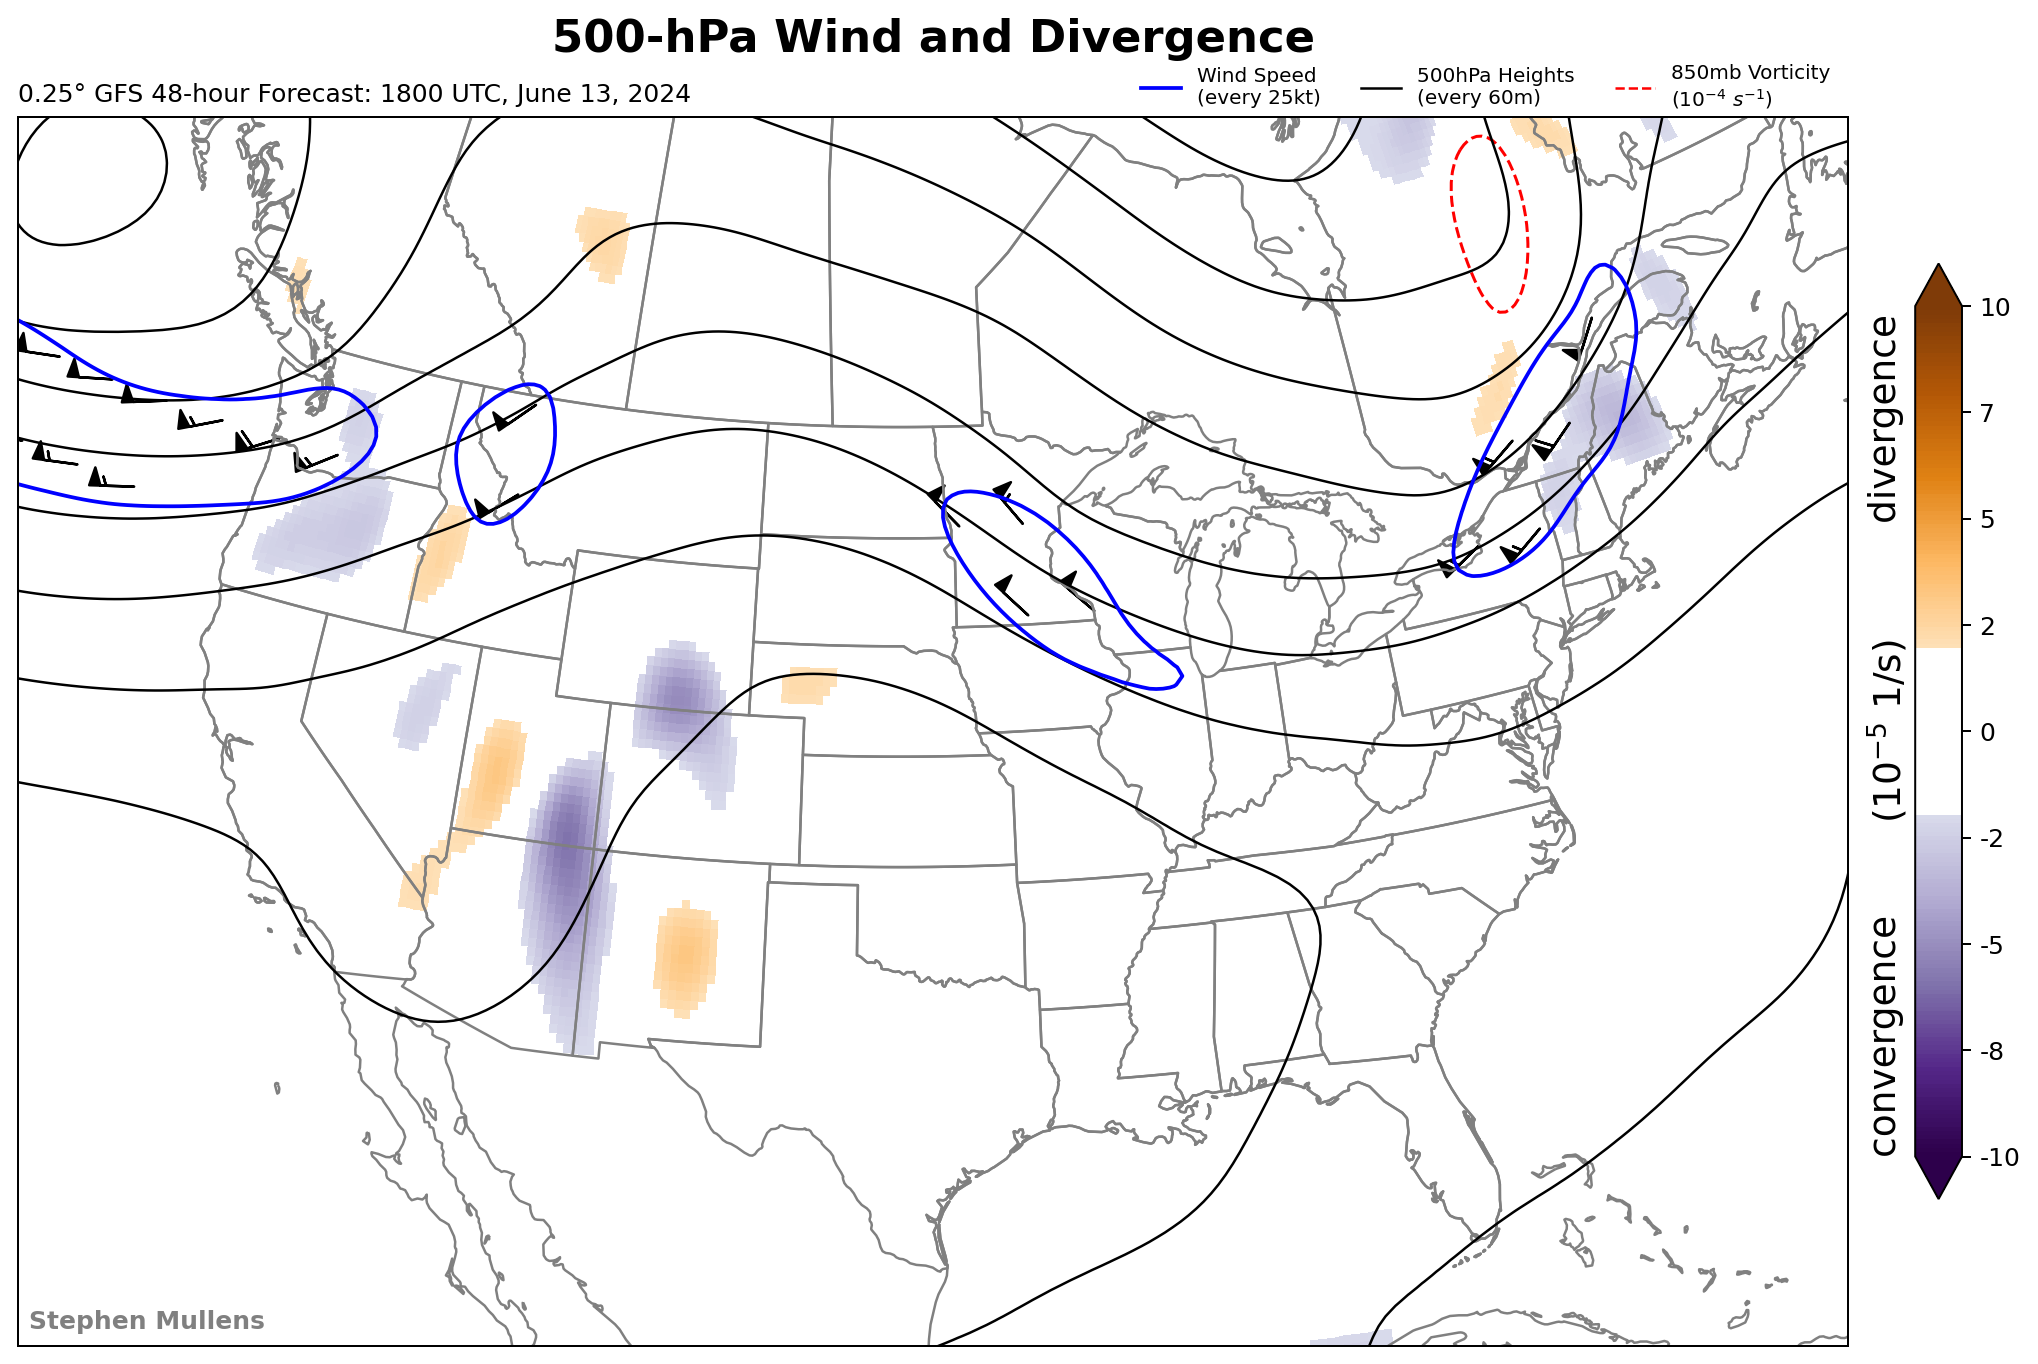 500-hPa Wind and Divergence
0.25° GFS 48-hour Forecast: 1800 UTC, June 13, 2024
Wind Speed
(every 25kt)
500hPa Heights
(every 60m)
850mb Vorticity
(10⁻⁴ s⁻¹)
10
7
5
2
0
-2
-5
-8
-10
convergence (10⁻⁵ 1/s) divergence
Stephen Mullens